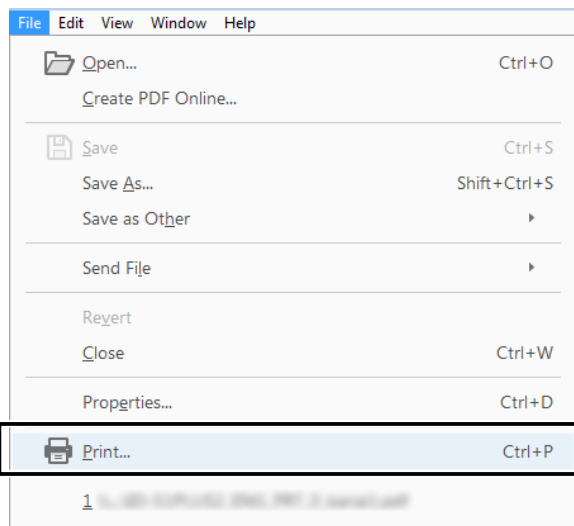 File Edit View Window Help
Open... Ctrl+O
Create PDF Online...
Save Ctrl+S
Save As... Shift+Ctrl+S
Save as Other
Send File
Revert
Close Ctrl+W
Properties... Ctrl+D
Print... Ctrl+P
1